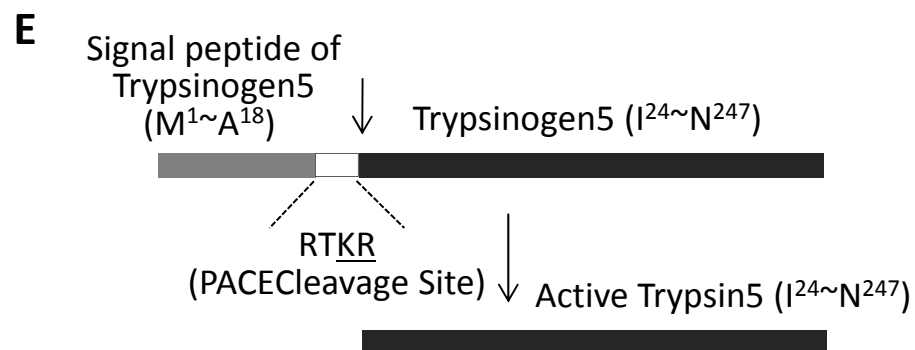 E
Signal peptide of
Trypsinogen5
(M1~A18)
Trypsinogen5 (I24~N247)
RTKR
(PACECleavage Site)
Active Trypsin5 (I24~N247)